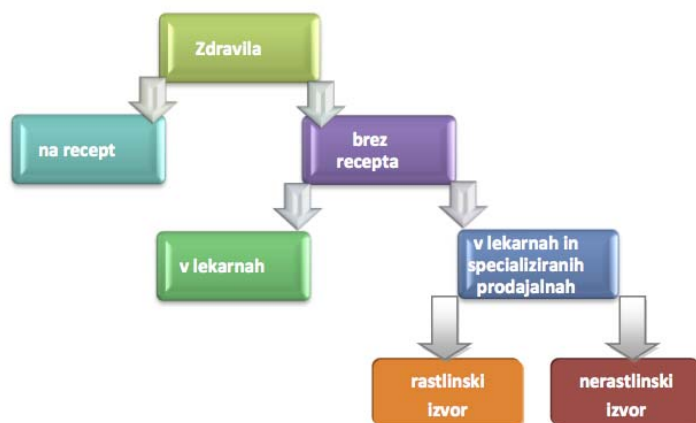 Zdravila
na recept
brez
recepta
v lekarnah
v lekarnah in
specializiranih
prodajalnah
rastlinski
izvor
nerastlinski
izvor